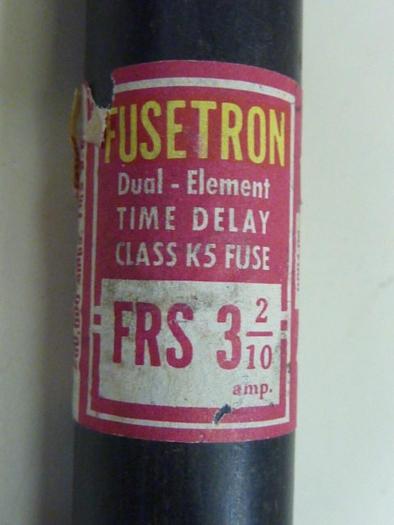 FUSETRON
Dual - Element
TIME DELAY
CLASS K5 FUSE
FRS 3 2/10
amp.